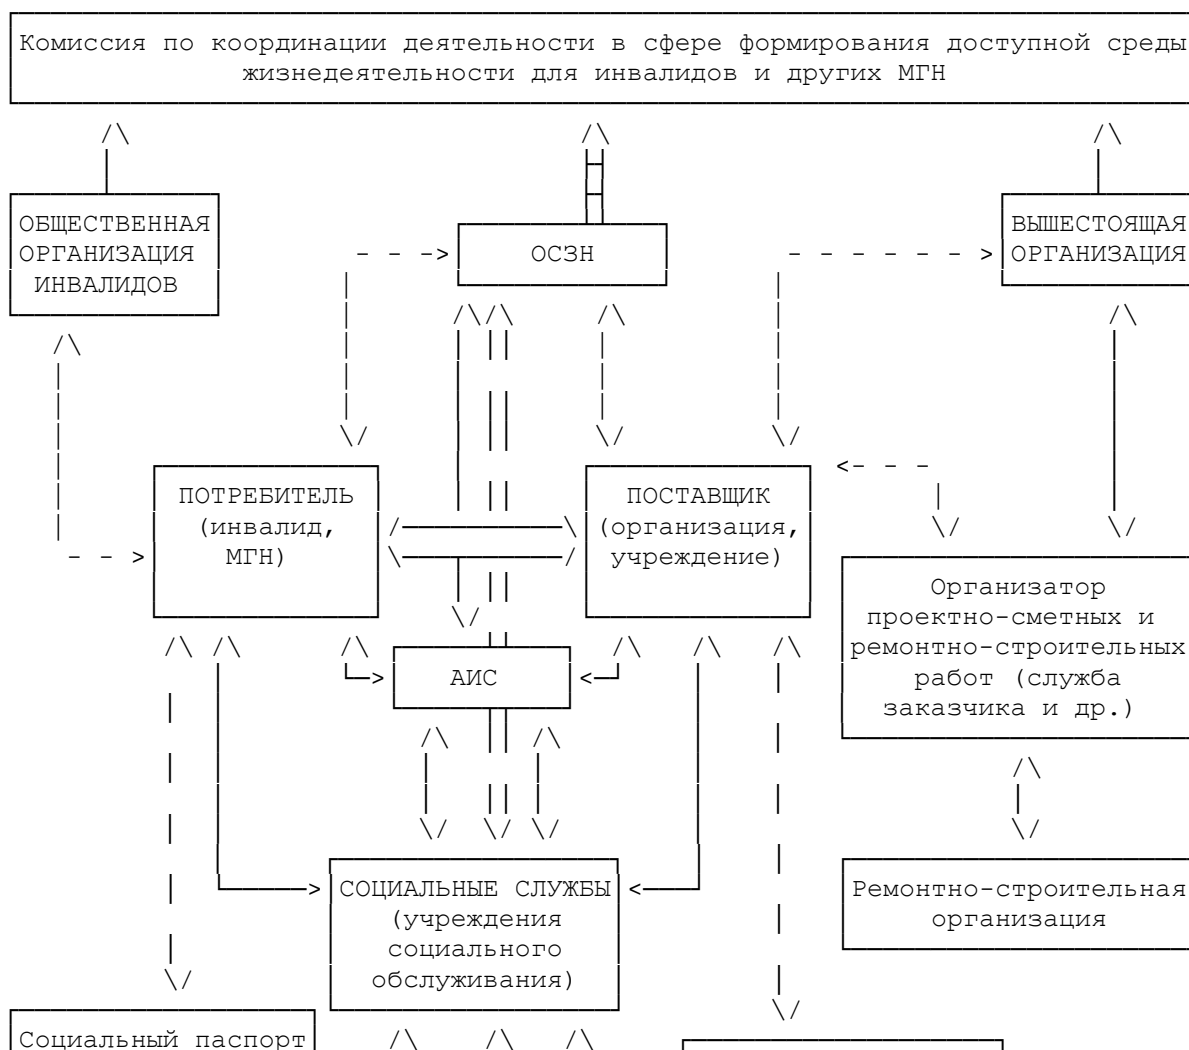 Комиссия по координации деятельности в сфере формирования доступной среды
жизнедеятельности для инвалидов и других МГН
ОБЩЕСТВЕННАЯ
ОРГАНИЗАЦИЯ
ИНВАЛИДОВ
ОСЗН
ВЫШЕСТОЯЩАЯ
ОРГАНИЗАЦИЯ
ПОТРЕБИТЕЛЬ
(инвалид,
МГН)
ПОСТАВЩИК
(организация,
учреждение)
Организатор
проектно-сметных и
ремонтно-строительных
работ (служба
заказчика и др.)
АИС
СОЦИАЛЬНЫЕ СЛУЖБЫ
(учреждения
социального
обслуживания)
Ремонтно-строительная
организация
Социальный паспорт